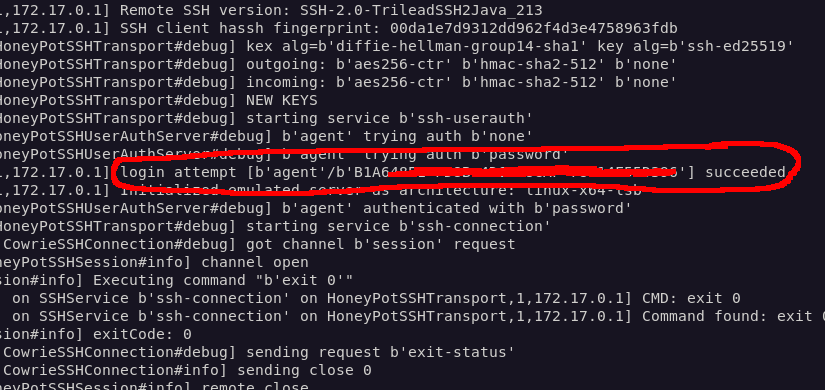 1,172.17.0.1] Remote SSH version: SSH-2.0-TrileadSSH2Java_213
1,172.17.0.1] SSH client hassh fingerprint: 00da1e7d9312dd962f4d3e4758963fdb
HoneyPotSSHTransport#debug] kex alg=b'diffie-hellman-group14-sha1' key alg=b'ssh-ed25519'
HoneyPotSSHTransport#debug] outgoing: b'aes256-ctr' b'hmac-sha2-512' b'none'
HoneyPotSSHTransport#debug] incoming: b'aes256-ctr' b'hmac-sha2-512' b'none'
HoneyPotSSHTransport#debug] NEW KEYS
HoneyPotSSHTransport#debug] starting service b'ssh-userauth'
oneyPotSSHUserAuthServer#debug] b'agent' trying auth b'none'
oneyPotSSHUserAuthServer#debug] b'agent' trying auth b'password'
1,172.17.0.1] login attempt [b'agent'/b'B1A6 '] succeeded
1,172.17.0.1] Initialized emulated server as architecture: linux-x64-lsb
oneyPotSSHUserAuthServer#debug] b'agent' authenticated with b'password'
HoneyPotSSHTransport#debug] starting service b'ssh-connection'
CowrieSSHConnection#debug] got channel b'session' request
neyPotSSHSession#info] channel open
sion#info] Executing command "b'exit 0'"
on SSHService b'ssh-connection' on HoneyPotSSHTransport,1,172.17.0.1] CMD: exit 0
on SSHService b'ssh-connection' on HoneyPotSSHTransport,1,172.17.0.1] Command found: exit 0
sion#info] exitCode: 0
CowrieSSHConnection#debug] sending request b'exit-status'
CowrieSSHConnection#info] sending close 0
neyPotSSHSession#info] remote close